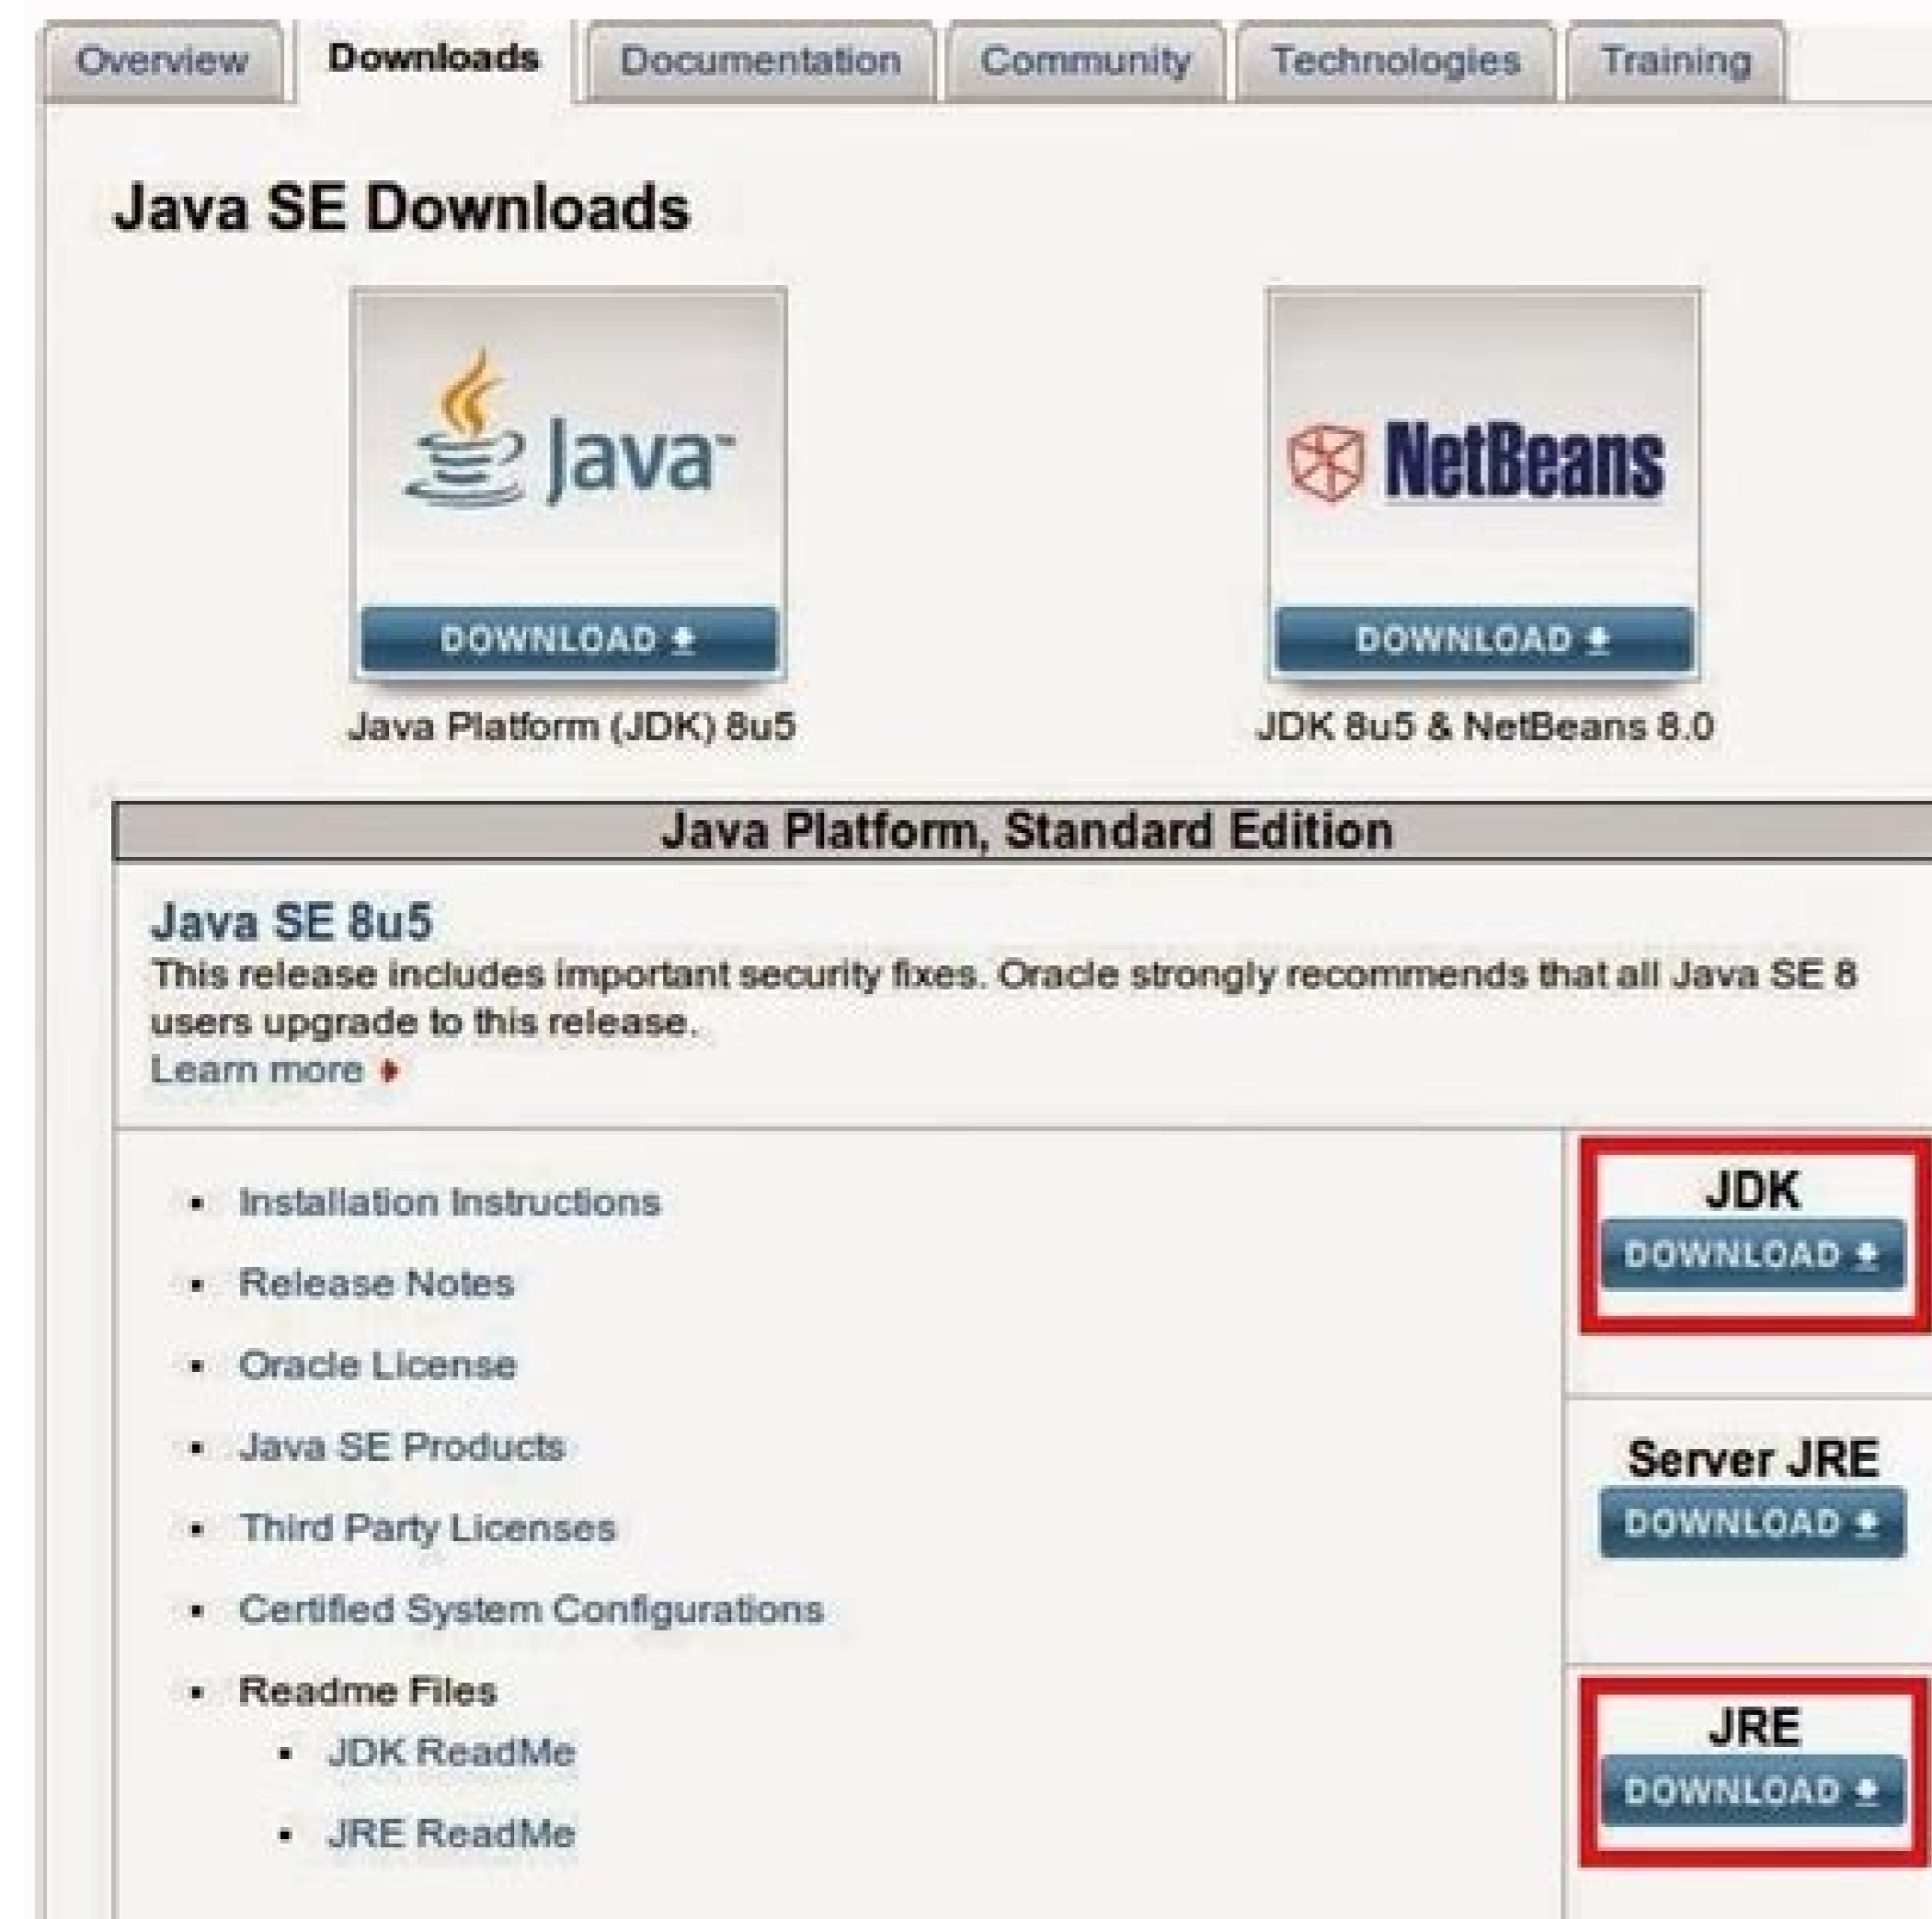 Overview Downloads Documentation Community Technologies Training
Java SE Downloads
Java™ NetBeans
DOWNLOAD DOWNLOAD
Java Platform (JDK) 8u5 JDK 8u5 & NetBeans 8.0
Java Platform, Standard Edition
Java SE 8u5
This release includes important security fixes. Oracle strongly recommends that all Java SE 8
users upgrade to this release.
Learn more
Installation Instructions
Release Notes
Oracle License
Java SE Products
Third Party Licenses
Certified System Configurations
Readme Files
JDK ReadMe
JRE ReadMe
JDK
DOWNLOAD
Server JRE
DOWNLOAD
JRE
DOWNLOAD